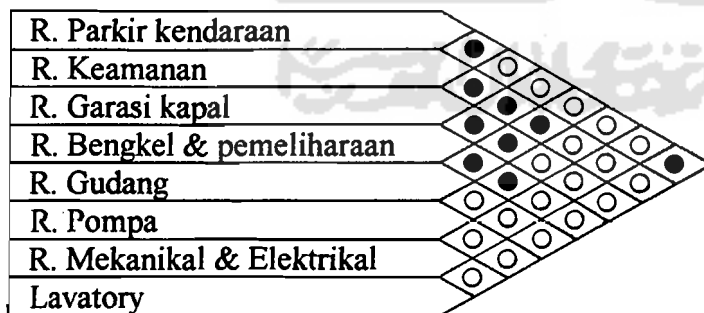 R. Parkir kendaraan
R. Keamanan
R. Garasi kapal
R. Bengkel & pemeliharaan
R. Gudang
R. Pompa
R. Mekanikal & Elektrikal
Lavatory